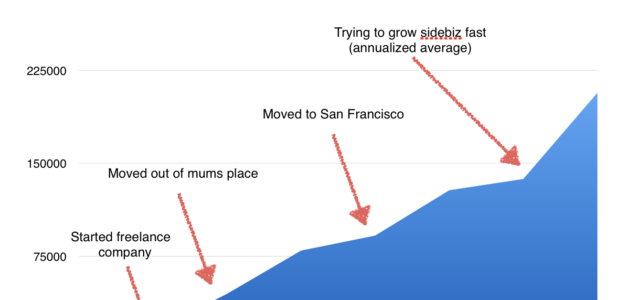 Trying to grow sidebiz fast
(annualized average)
225000
Moved to San Francisco
150000
Moved out of mums place
Started freelance
company
75000